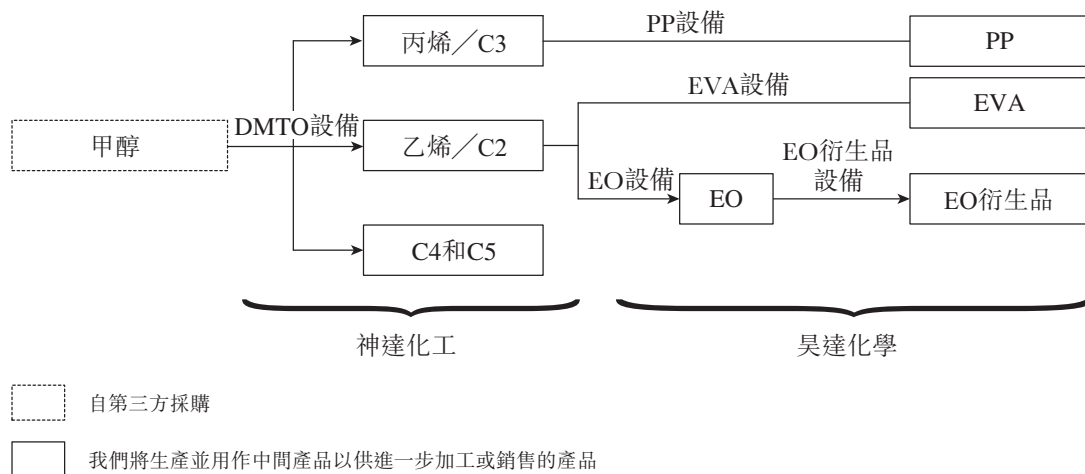 丙烯／C3
PP設備
PP
EVA設備
EVA
甲醇
DMTO設備
乙烯／C2
EO設備
EO
EO衍生品
設備
EO衍生品
C4和C5
神達化工
昊達化學
自第三方採購
我們將生產並用作中間產品以供進一步加工或銷售的產品